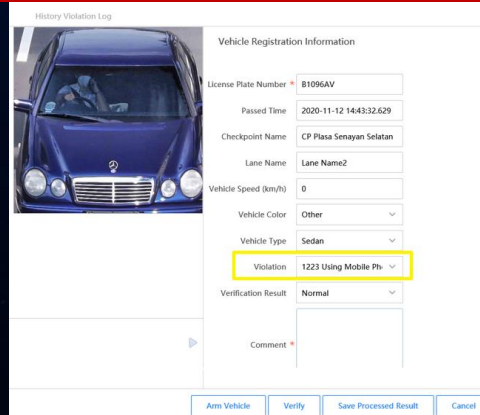 History Violation Log
Vehicle Registration Information
License Plate Number * B1096AV
Passed Time 2020-11-12 14:43:32.629
Checkpoint Name CP Plasa Senayan Selatan
Lane Name Lane Name2
Vehicle Speed (km/h) 0
Vehicle Color Other
Vehicle Type Sedan
Violation 1223 Using Mobile Ph
Verification Result Normal
Comment *
Arm Vehicle Verify Save Processed Result Cancel